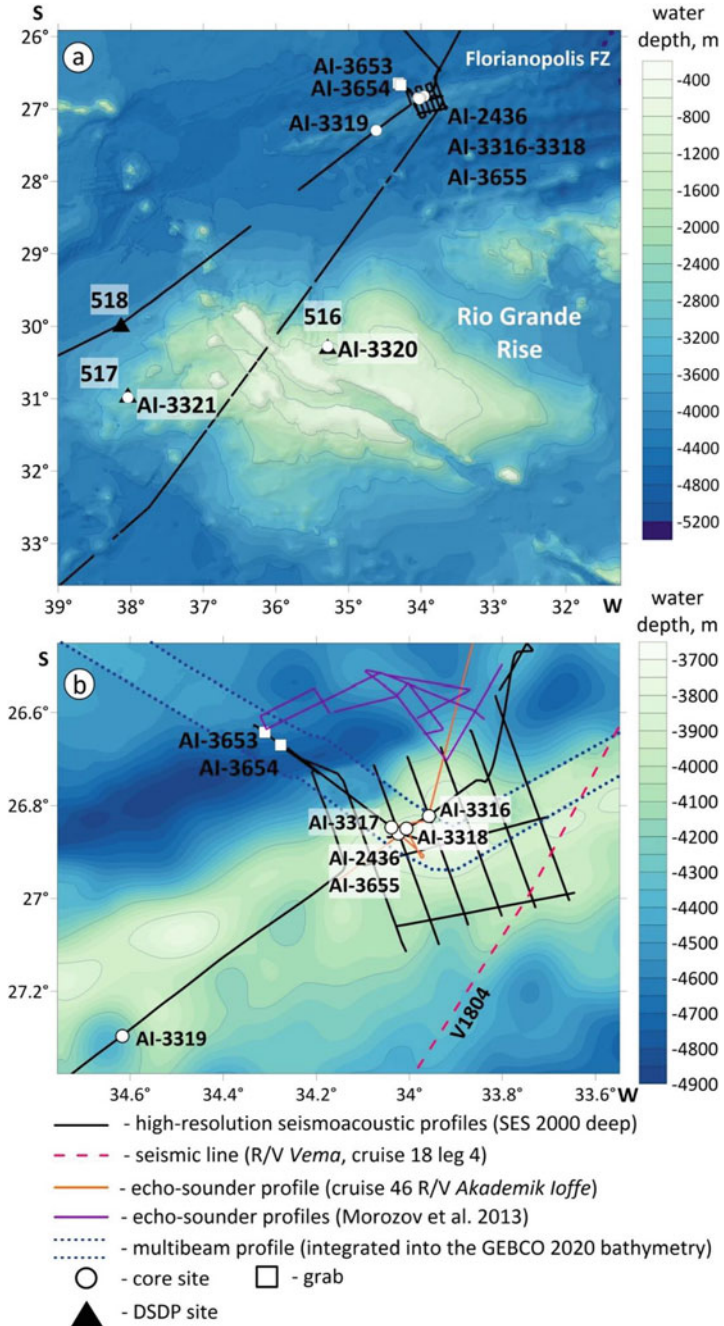 S
water
depth, m
26°
27°
28°
29°
30°
31°
32°
33°
a
Florianopolis FZ
AI-3653
AI-3654
AI-3319
AI-2436
AI-3316-3318
AI-3655
518
516
Rio Grande
Rise
AI-3320
517
AI-3321
39
38°
37°
36°
35°
34°
33°
32°
W
-400
-1200
-2000
-2800
-3600
-4400
-5200
-800
-1600
-2400
-3200
-4000
-4800
S
water
depth, m
b
26.6°
26.8°
27°
27.2°
AI-3653
AI-3654
AI-3316
AI-3317
AI-3318
AI-2436
AI-3655
V1804
AI-3319
34.6°
34.4°
34.2°
34°
33.8°
33.6°
W
-3700
-3800
-3900
-4000
-4100
-4200
-4300
-4400
-4500
-4600
-4700
-4800
-4900
- high-resolution seismoacoustic profiles (SES 2000 deep)
- seismic line (R/V Vema, cruise 18 leg 4)
- echo-sounder profile (cruise 46 R/V Akademik Ioffe)
- echo-sounder profiles (Morozov et al. 2013)
- multibeam profile (integrated into the GEBCO 2020 bathymetry)
- core site
- grab
- DSDP site